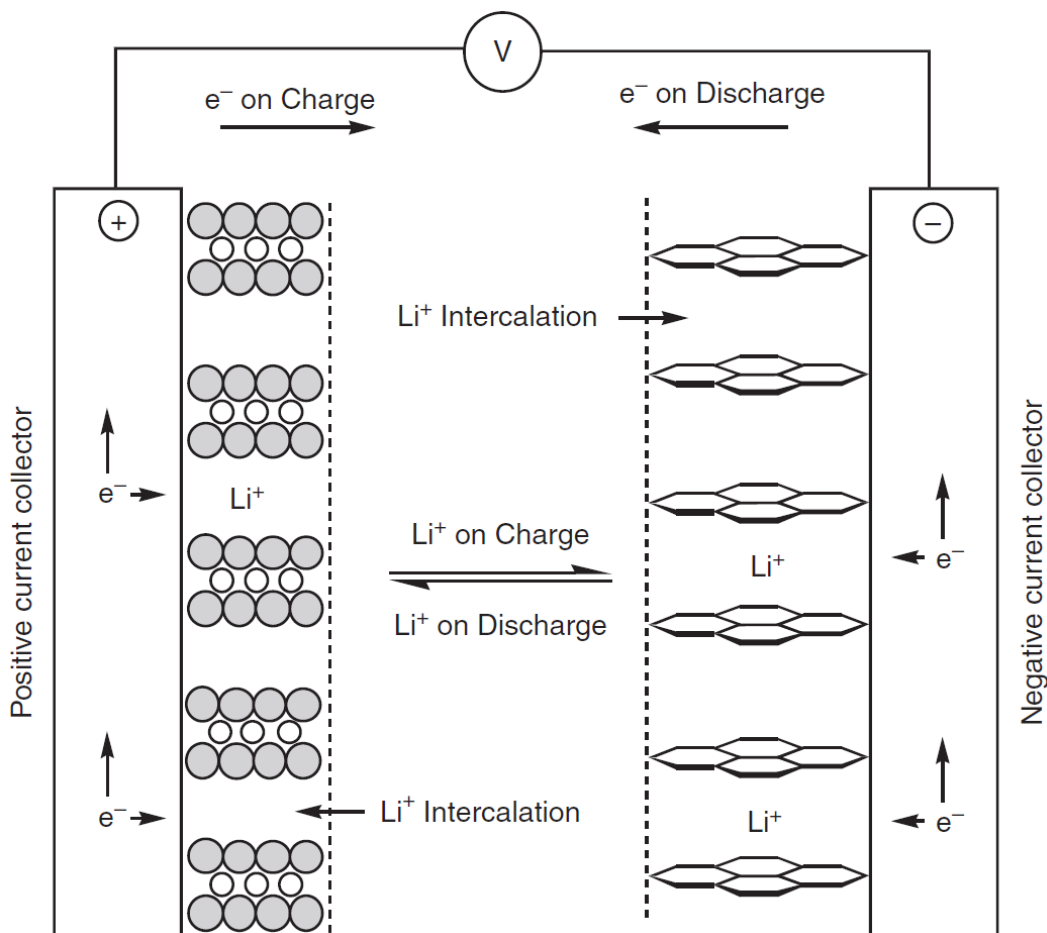 V
e⁻ on Charge
e⁻ on Discharge
+
−
Li⁺ Intercalation
Positive current collector
e⁻
Li⁺
Li⁺ on Charge
Li⁺ on Discharge
Li⁺
e⁻
Negative current collector
e⁻
Li⁺ Intercalation
Li⁺
e⁻